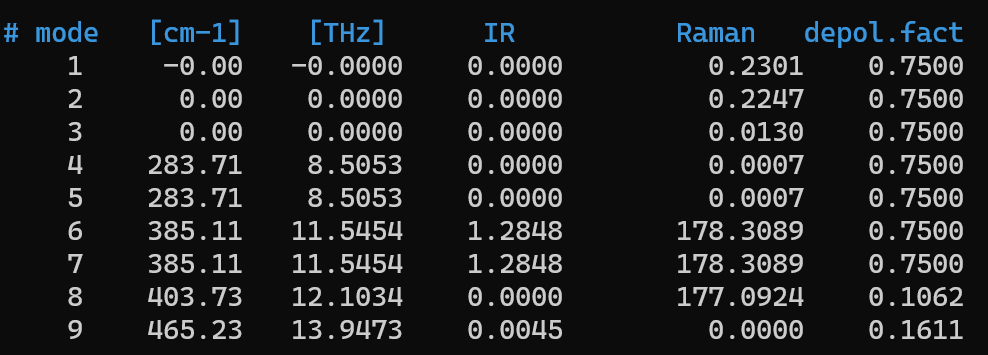 # mode   [cm-1]    [THz]      IR          Raman   depol.fact
    1     -0.00   -0.0000    0.0000         0.2301    0.7500
    2      0.00    0.0000    0.0000         0.2247    0.7500
    3      0.00    0.0000    0.0000         0.0130    0.7500
    4    283.71    8.5053    0.0000         0.0007    0.7500
    5    283.71    8.5053    0.0000         0.0007    0.7500
    6    385.11   11.5454    1.2848       178.3089    0.7500
    7    385.11   11.5454    1.2848       178.3089    0.7500
    8    403.73   12.1034    0.0000       177.0924    0.1062
    9    465.23   13.9473    0.0045         0.0000    0.1611